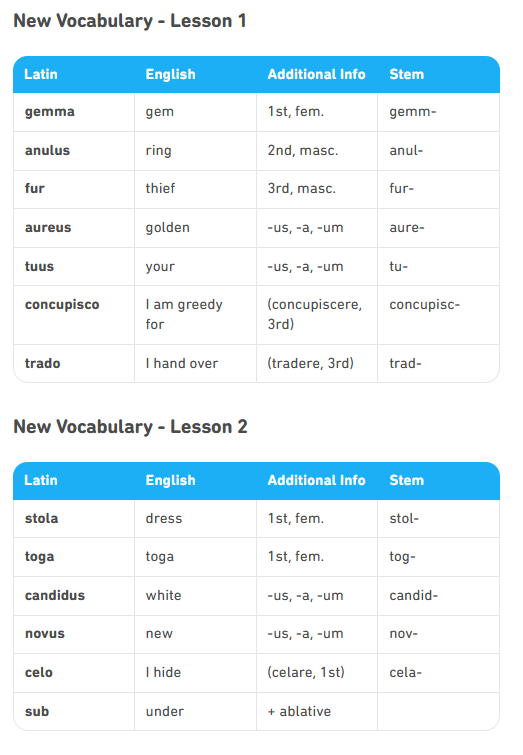 New Vocabulary - Lesson 1
Latin English Additional Info Stem
gemma gem 1st, fem. gemm-
anulus ring 2nd, masc. anul-
fur thief 3rd, masc. fur-
aureus golden -us, -a, -um aure-
tuus your -us, -a, -um tu-
concupisco I am greedy (concupiscere, concupisc-
for 3rd)
trado I hand over (tradere, 3rd) trad-
New Vocabulary - Lesson 2
Latin English Additional Info Stem
stola dress 1st, fem. stol-
toga toga 1st, fem. tog-
candidus white -us, -a, -um candid-
novus new -us, -a, -um nov-
celo I hide (celare, 1st) cela-
sub under + ablative